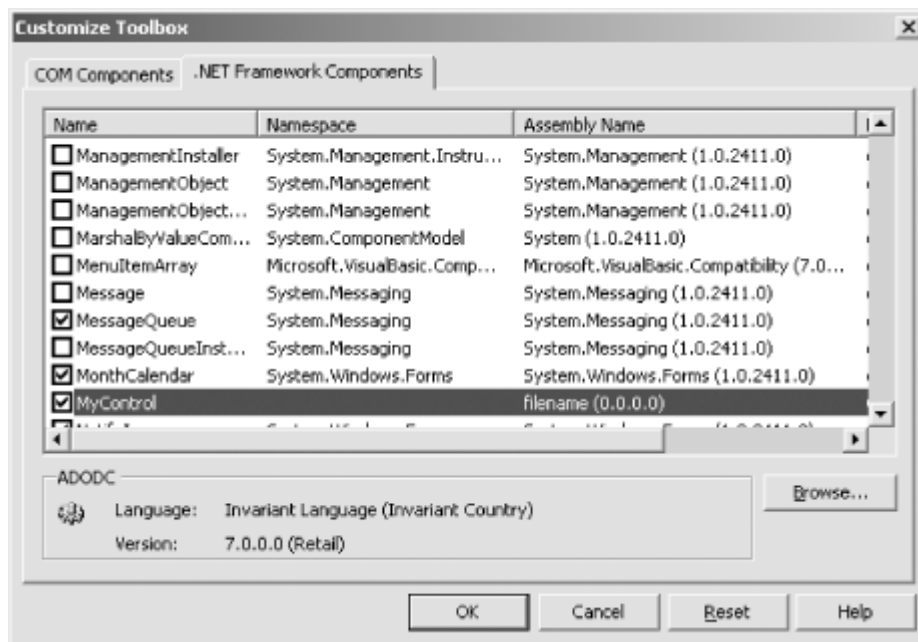 Customize Toolbox
COM Components .NET Framework Components
Name Namespace Assembly Name
ManagementInstaller System.Management.Instru... System.Management (1.0.2411.0)
ManagementObject System.Management System.Management (1.0.2411.0)
ManagementObject... System.Management System.Management (1.0.2411.0)
MarshalByValueCom... System.ComponentModel System (1.0.2411.0)
MenuItemArray Microsoft.VisualBasic.Comp... Microsoft.VisualBasic.Compatibility (7.0...
Message System.Messaging System.Messaging (1.0.2411.0)
MessageQueue System.Messaging System.Messaging (1.0.2411.0)
MessageQueueInst... System.Messaging System.Messaging (1.0.2411.0)
MonthCalendar System.Windows.Forms System.Windows.Forms (1.0.2411.0)
MyControl filename (0.0.0.0)
ADODC
Browse...
Language: Invariant Language (Invariant Country)
Version: 7.0.0.0 (Retail)
OK Cancel Reset Help